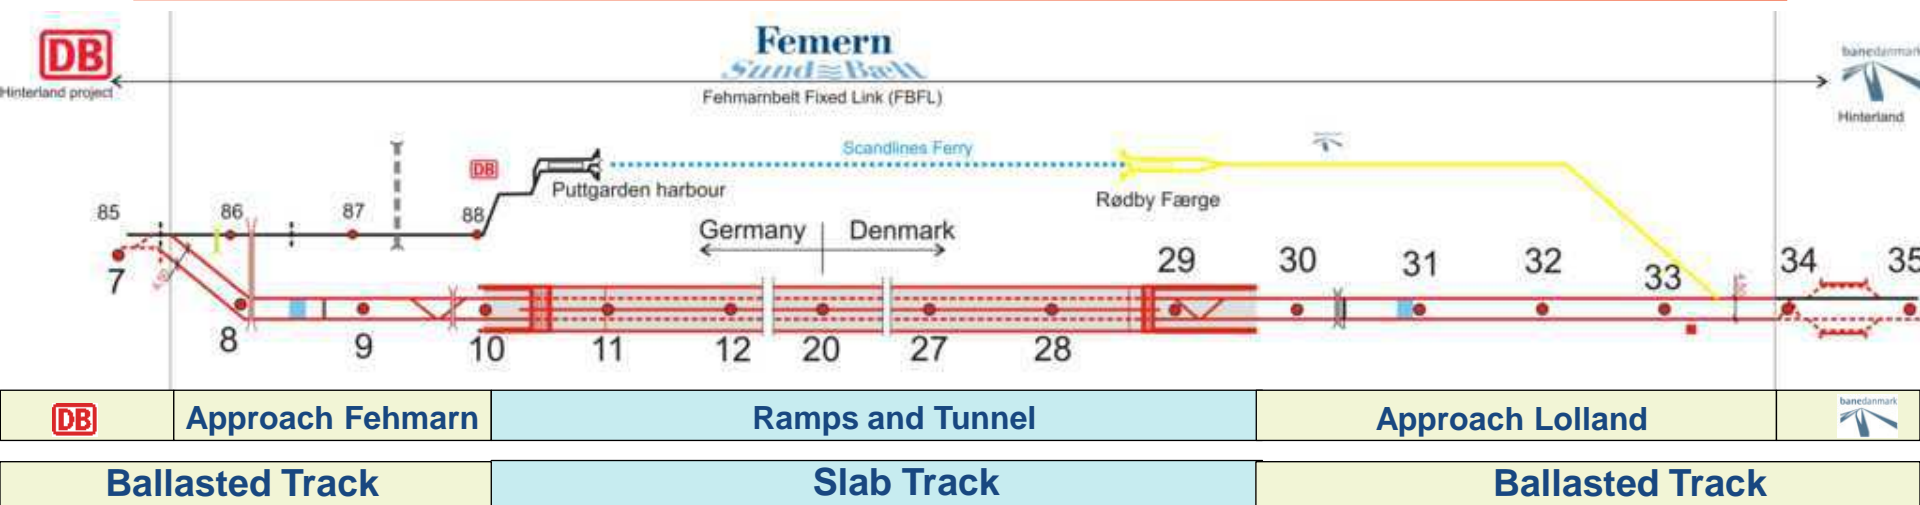 DB
Hinterland project
Femern
Sund≋Bælt
Fehmarnbelt Fixed Link (FBFL)
banedanmark
Hinterland
Scandlines Ferry
DB
Puttgarden harbour
Rødby Færge
85
86
87
88
Germany
Denmark
7
8
9
10
11
12
20
27
28
29
30
31
32
33
34
35
DB
Approach Fehmarn
Ramps and Tunnel
Approach Lolland
banedanmark
Ballasted Track
Slab Track
Ballasted Track